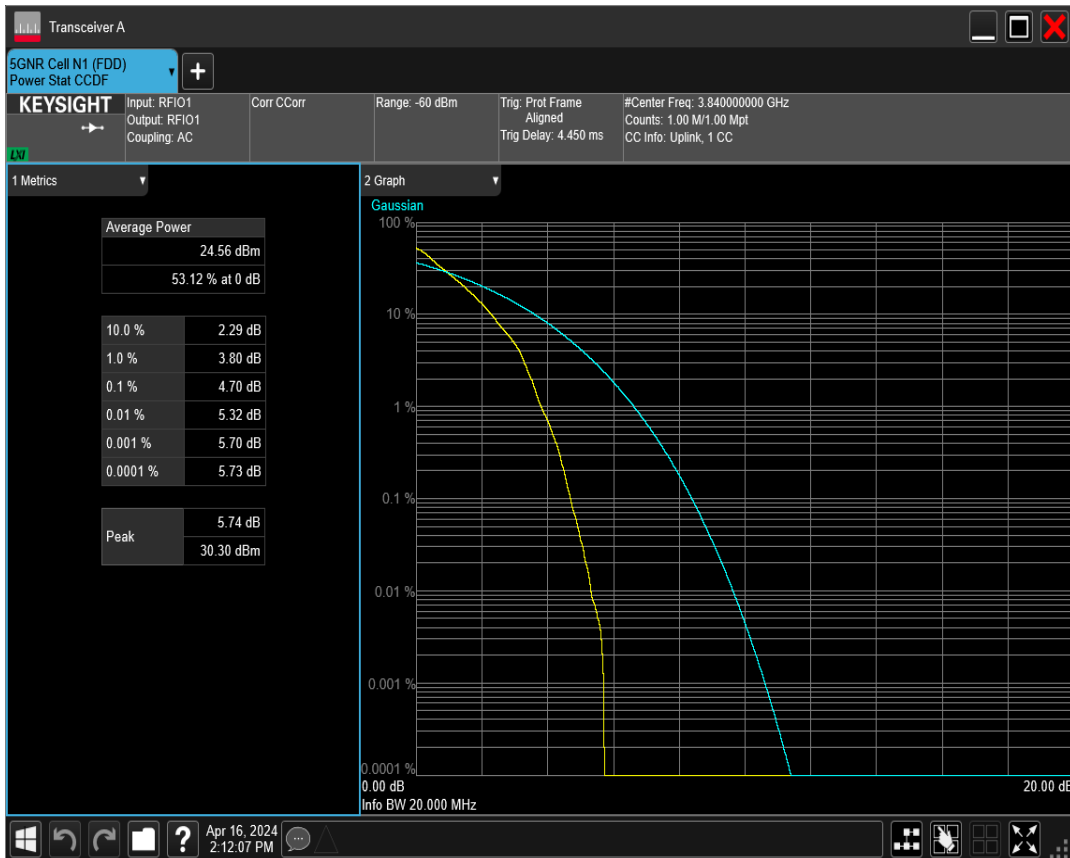 Transceiver A
5GNR Cell N1 (FDD)
Power Stat CCDF
KEYSIGHT
LXI
Input: RFIO1
Output: RFIO1
Coupling: AC
Corr CCorr
Range: -60 dBm
Trig: Prot Frame
Aligned
Trig Delay: 4.450 ms
#Center Freq: 3.840000000 GHz
Counts: 1.00 M/1.00 Mpt
CC Info: Uplink, 1 CC
1 Metrics
Average Power
24.56 dBm
53.12 % at 0 dB
10.0 % 2.29 dB
1.0 % 3.80 dB
0.1 % 4.70 dB
0.01 % 5.32 dB
0.001 % 5.70 dB
0.0001 % 5.73 dB
Peak
5.74 dB
30.30 dBm
2 Graph
Gaussian
100 %
10 %
1 %
0.1 %
0.01 %
0.001 %
0.0001 %
0.00 dB
20.00 dB
Info BW 20.000 MHz
?
Apr 16, 2024
2:12:07 PM